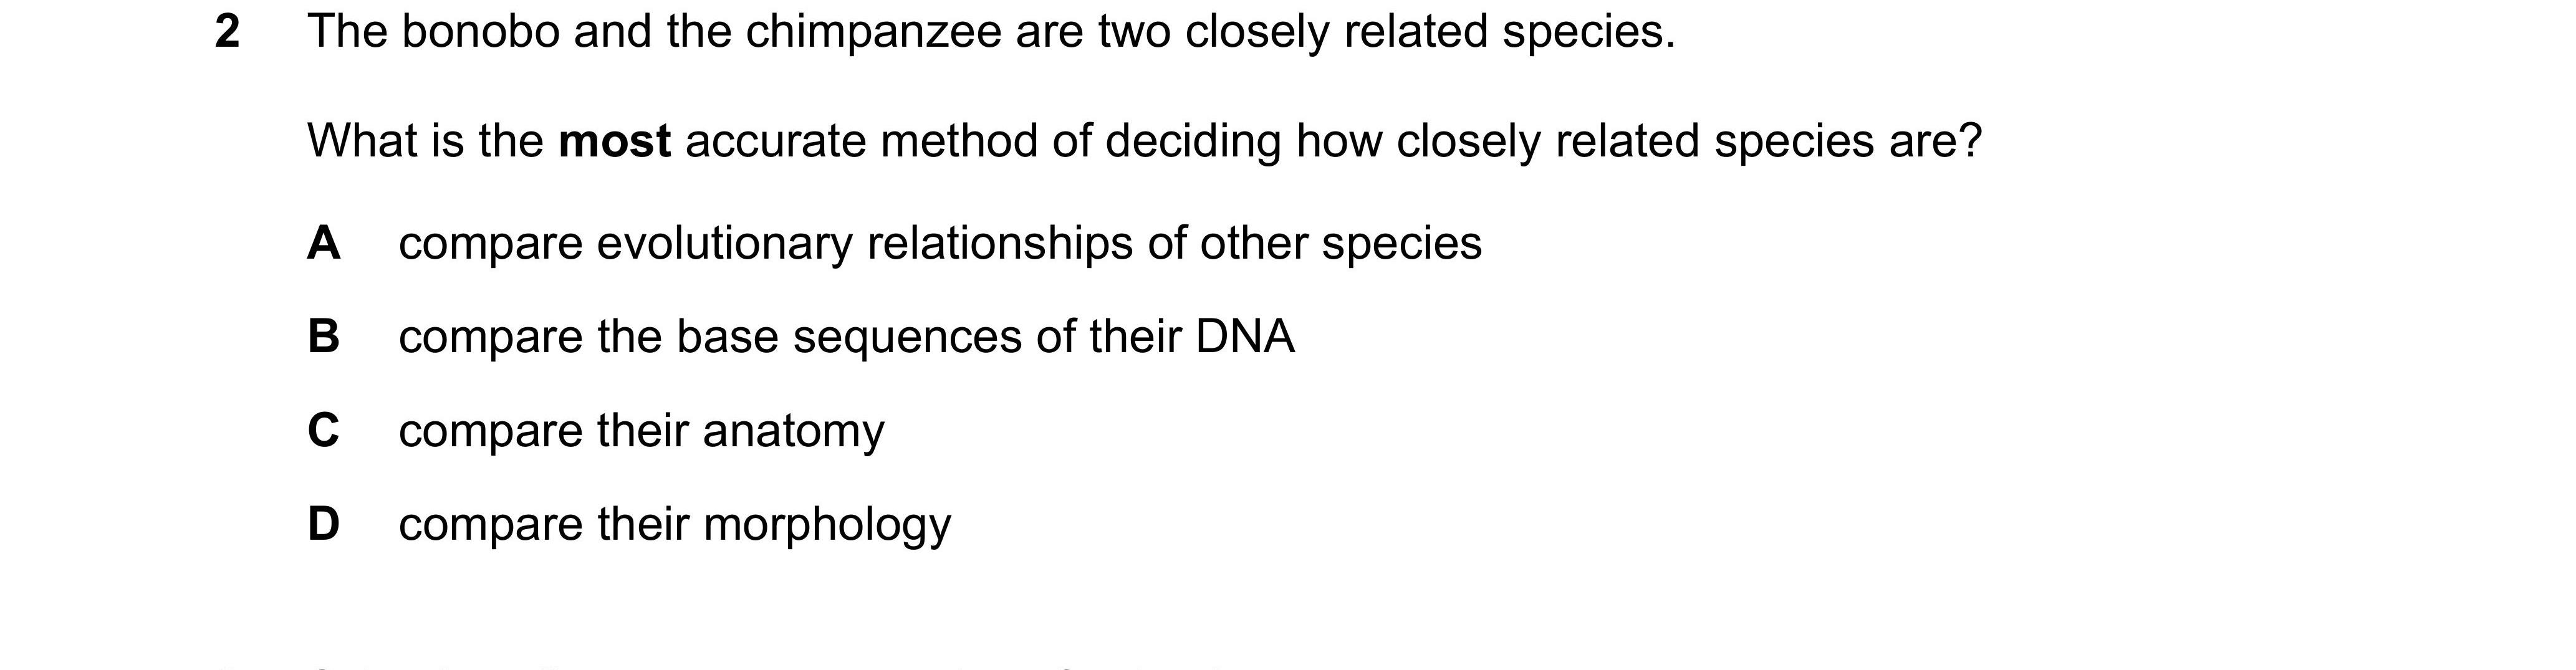 2 The bonobo and the chimpanzee are two closely related species.
What is the most accurate method of deciding how closely related species are?
A compare evolutionary relationships of other species
B compare the base sequences of their DNA
C compare their anatomy
D compare their morphology